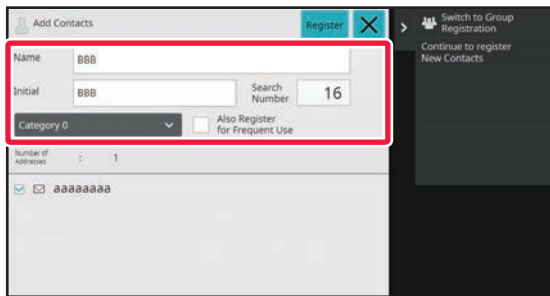 Add Contacts
Register
Switch to Group
Registration
Continue to register
New Contacts
Name
BBB
Initial
BBB
Search
Number
16
Category 0
Also Register
for Frequent Use
Number of
Addresses
:
1
aaaaaaaa